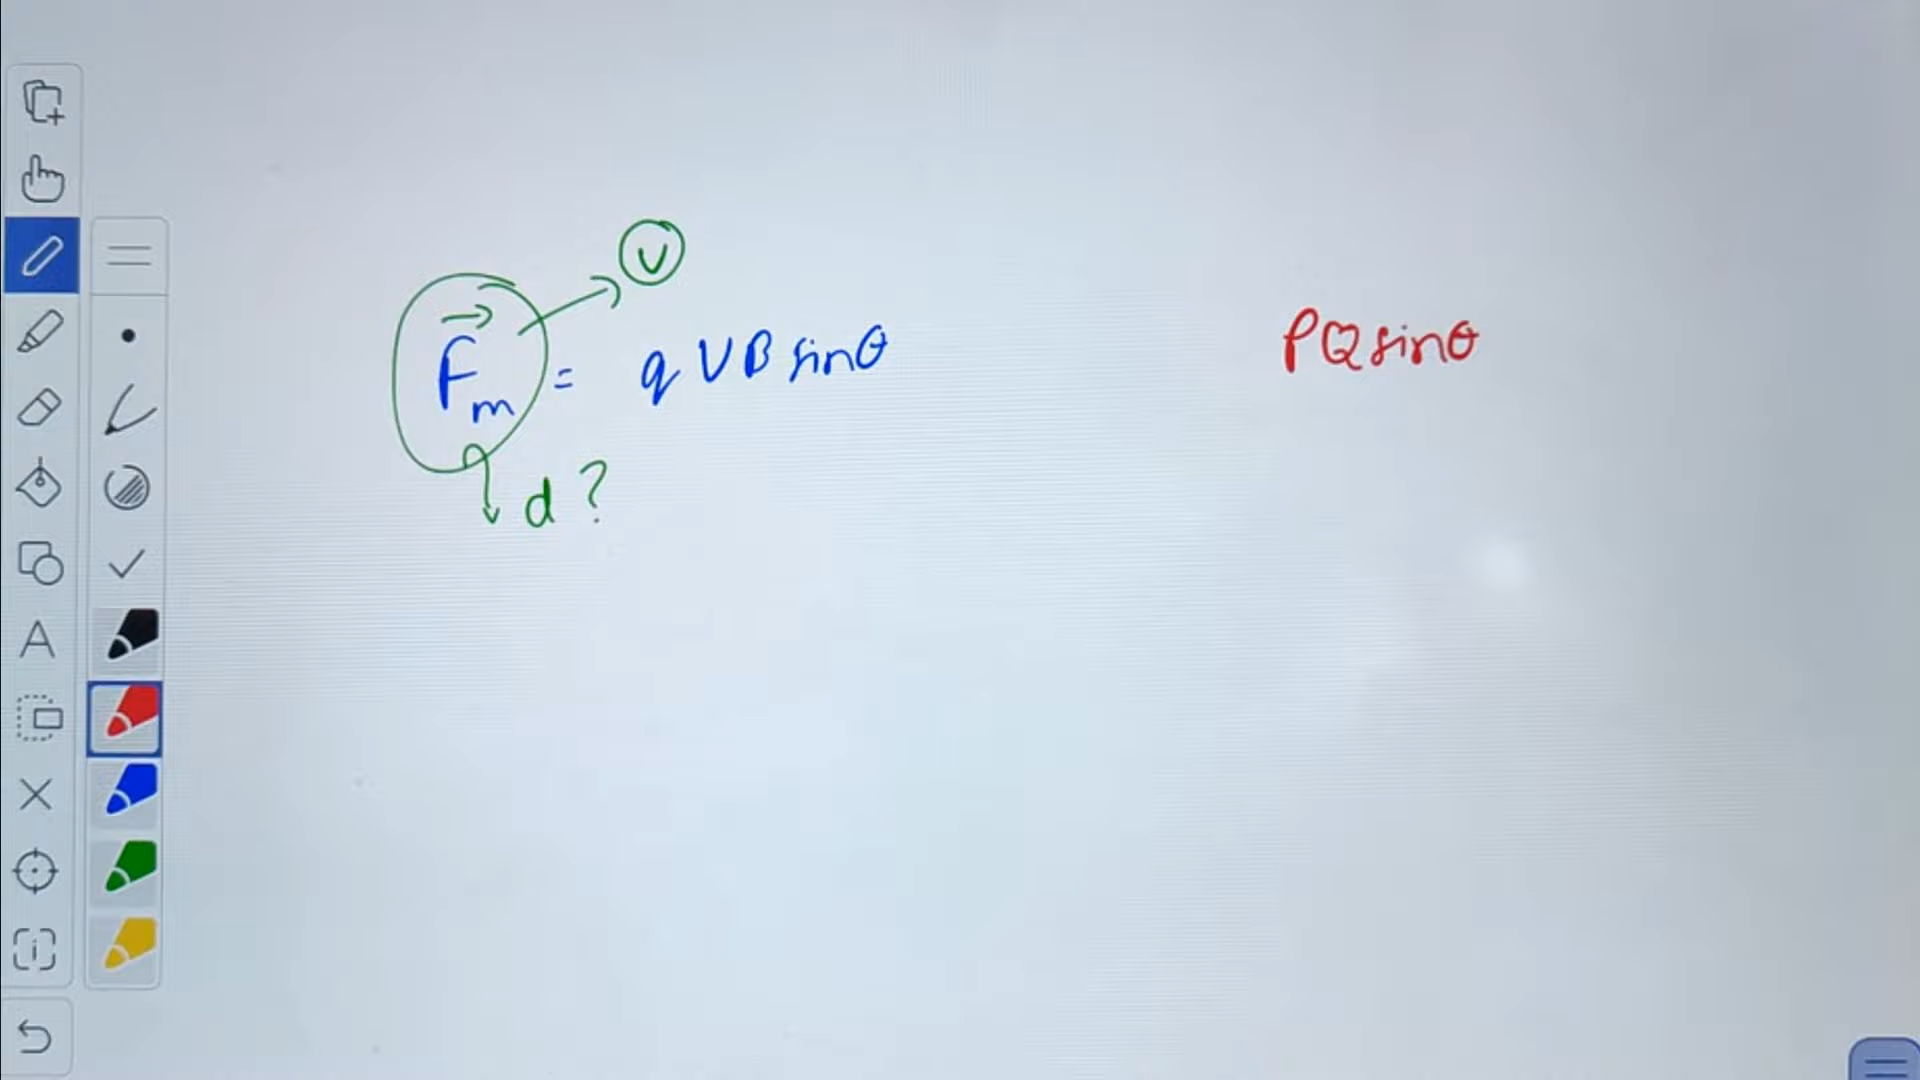 V
F⃗m = qVB sinθ
PQ sinθ
d ?
A